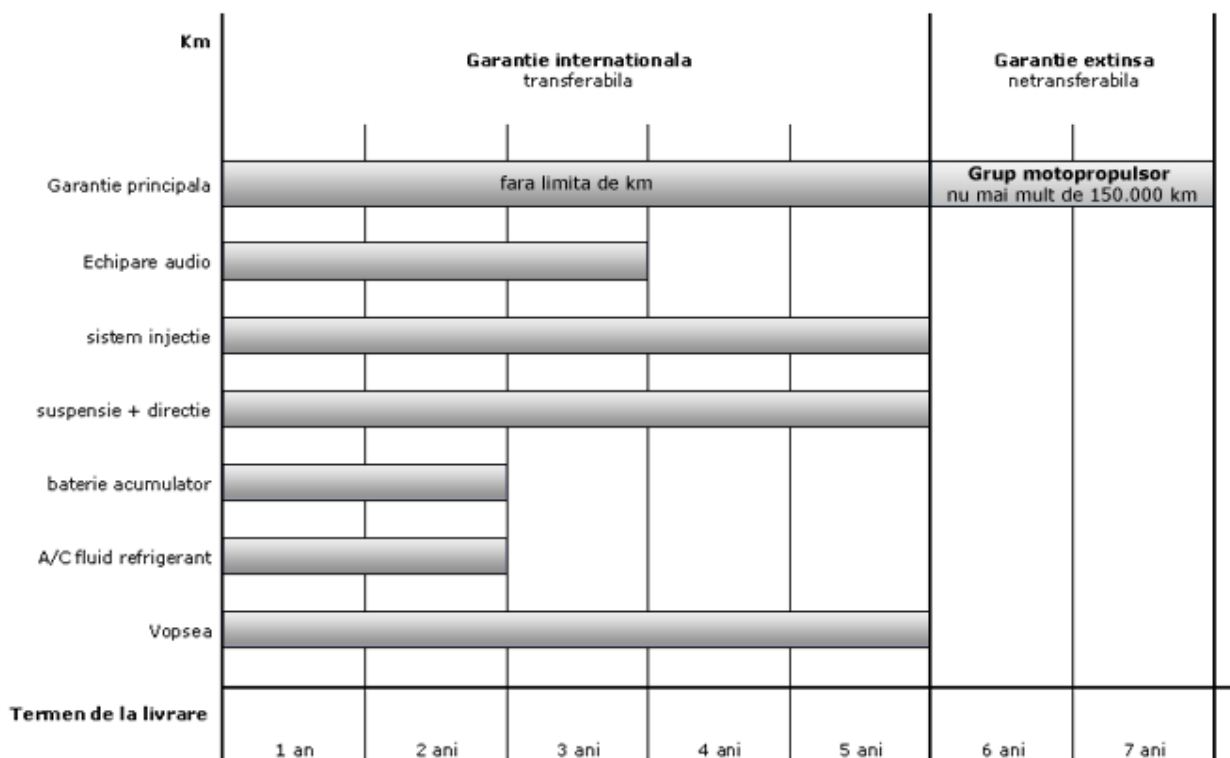 Km
Garantie internationala
transferabila
Garantie extinsa
netransferabila
Garantie principala
fara limita de km
Grup motopropulsor
nu mai mult de 150.000 km
Echipare audio
sistem injectie
suspensie + directie
baterie acumulator
A/C fluid refrigerant
Vopsea
Termen de la livrare
1 an 2 ani 3 ani 4 ani 5 ani 6 ani 7 ani